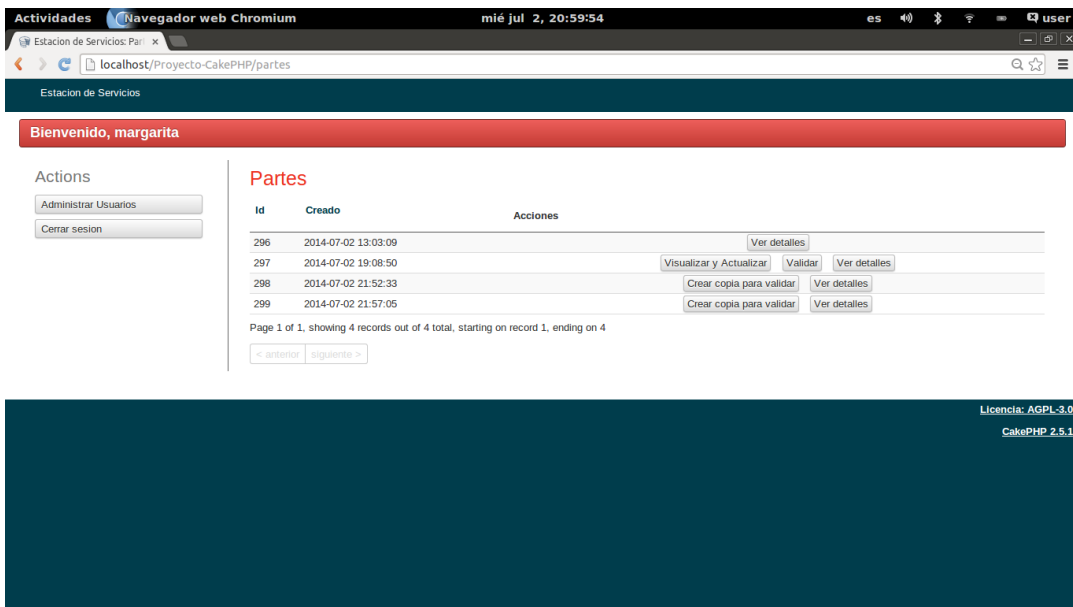 Actividades Navegador web Chromium mié jul 2, 20:59:54 es user
Estacion de Servicios: Par
localhost/Proyecto-CakePHP/partes
Estacion de Servicios
Bienvenido, margarita
Actions
Administrar Usuarios
Cerrar sesion
Partes
Id Creado Acciones
296 2014-07-02 13:03:09 Ver detalles
297 2014-07-02 19:08:50 Visualizar y Actualizar Validar Ver detalles
298 2014-07-02 21:52:33 Crear copia para validar Ver detalles
299 2014-07-02 21:57:05 Crear copia para validar Ver detalles
Page 1 of 1, showing 4 records out of 4 total, starting on record 1, ending on 4
< anterior siguiente >
Licencia: AGPL-3.0
CakePHP 2.5.1